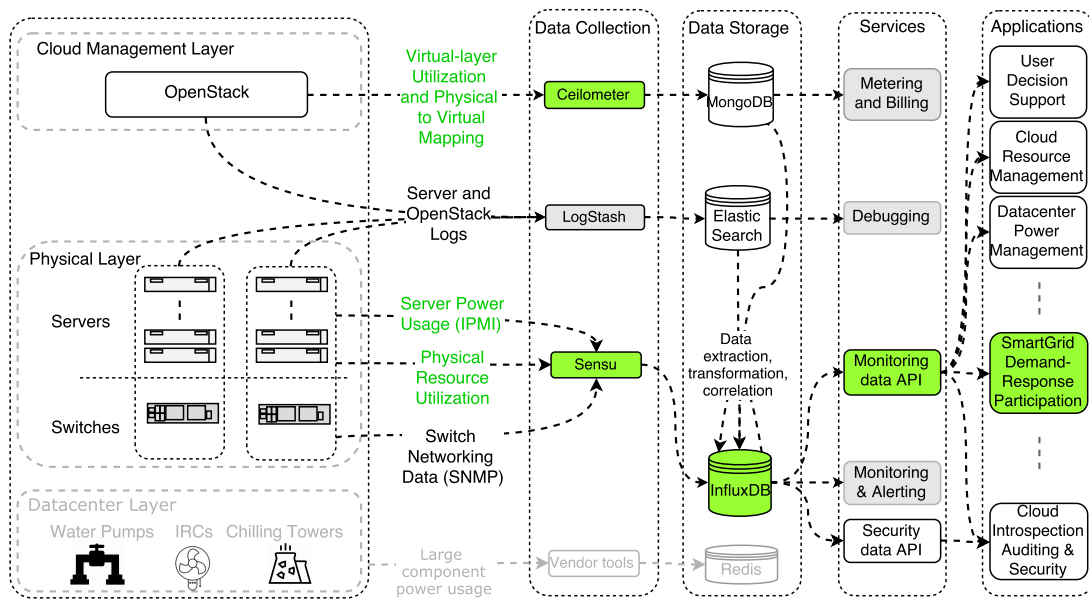 Cloud Management Layer
OpenStack
Physical Layer
Servers
Switches
Datacenter Layer
Water Pumps
IRCs
Chilling Towers
Virtual-layer
Utilization
and Physical
to Virtual
Mapping
Server and
OpenStack
Logs
Server Power
Usage (IPMI)
Physical
Resource
Utilization
Switch
Networking
Data (SNMP)
Large
component
power usage
Data Collection
Ceilometer
LogStash
Sensu
Vendor tools
Data Storage
MongoDB
Elastic
Search
Data
extraction,
transformation,
correlation
InfluxDB
Redis
Services
Metering
and Billing
Debugging
Monitoring
data API
Monitoring
& Alerting
Security
data API
Applications
User
Decision
Support
Cloud
Resource
Management
Datacenter
Power
Management
SmartGrid
Demand-
Response
Participation
Cloud
Introspection
Auditing &
Security